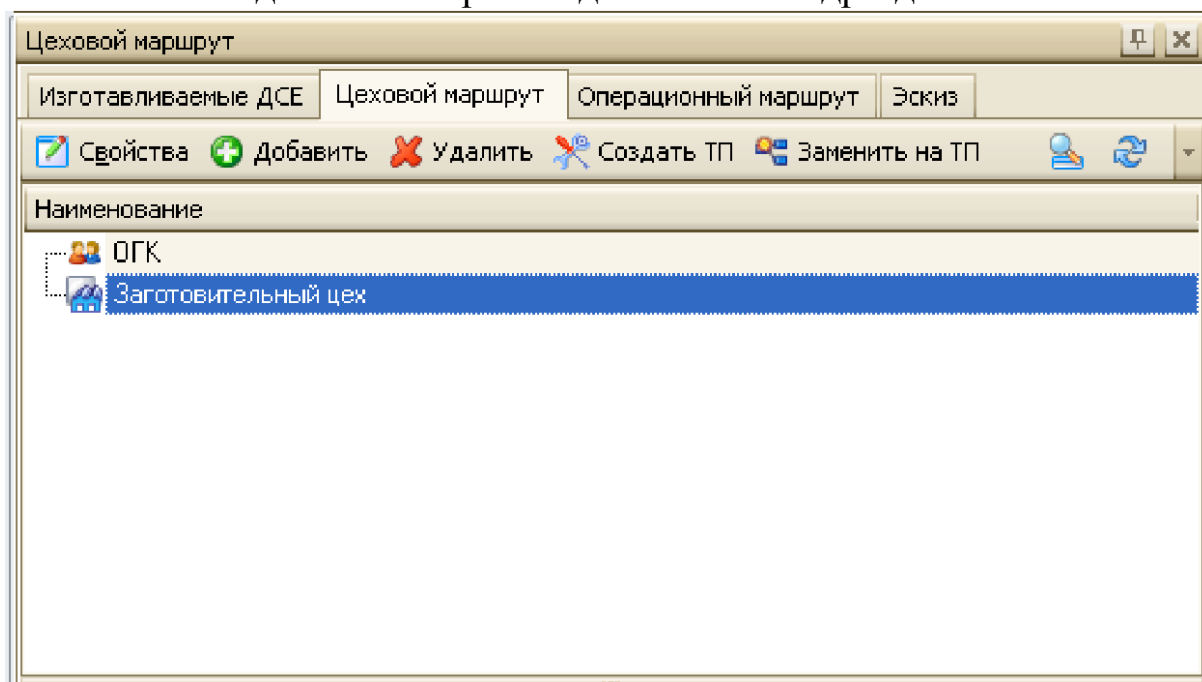 Цеховой маршрут
Изготавливаемые ДСЕ Цеховой маршрут Операционный маршрут Эскиз
Свойства Добавить Удалить Создать ТП Заменить на ТП
Наименование
ОГК
Заготовительный цех